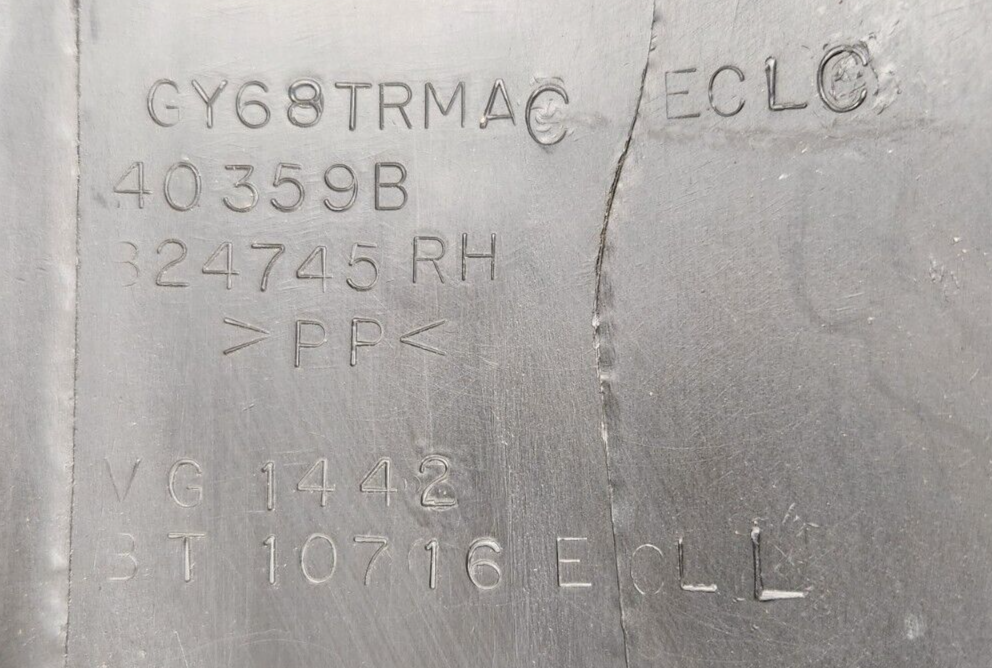 GY68TRMAC ECLC
40359B
324745 RH
>PP<
VG 1442
BT 10716 ECLL